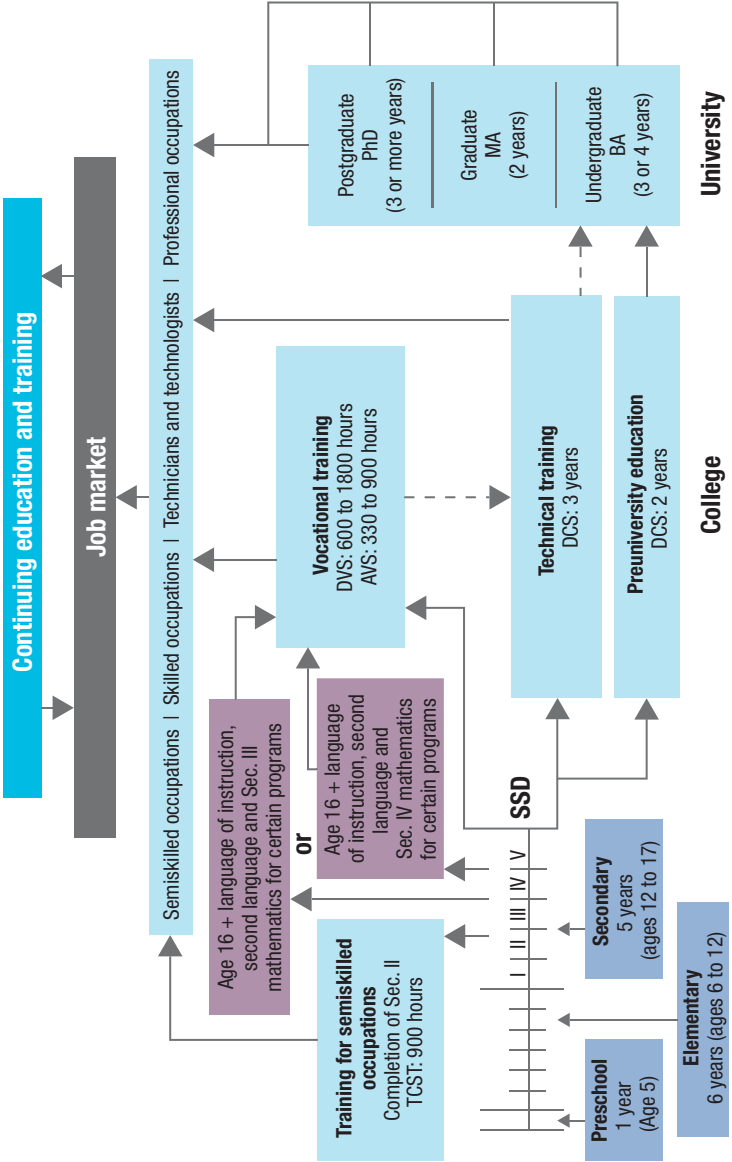 Continuing education and training
Job market
Semiskilled occupations I Skilled occupations I Technicians and technologists I Professional occupations
Age 16 + language of instruction,
second language and Sec. III
mathematics for certain programs
or
Age 16 + language
of instruction, second
language and
Sec. IV mathematics
for certain programs
Training for semiskilled
occupations
Completion of Sec. II
TCST: 900 hours
Vocational training
DVS: 600 to 1800 hours
AVS: 330 to 900 hours
Technical training
DCS: 3 years
Preuniversity education
DCS: 2 years
College
Postgraduate
PhD
(3 or more years)
Graduate
MA
(2 years)
Undergraduate
BA
(3 or 4 years)
University
SSD
I II III IV V
Preschool
1 year
(Age 5)
Elementary
6 years (ages 6 to 12)
Secondary
5 years
(ages 12 to 17)